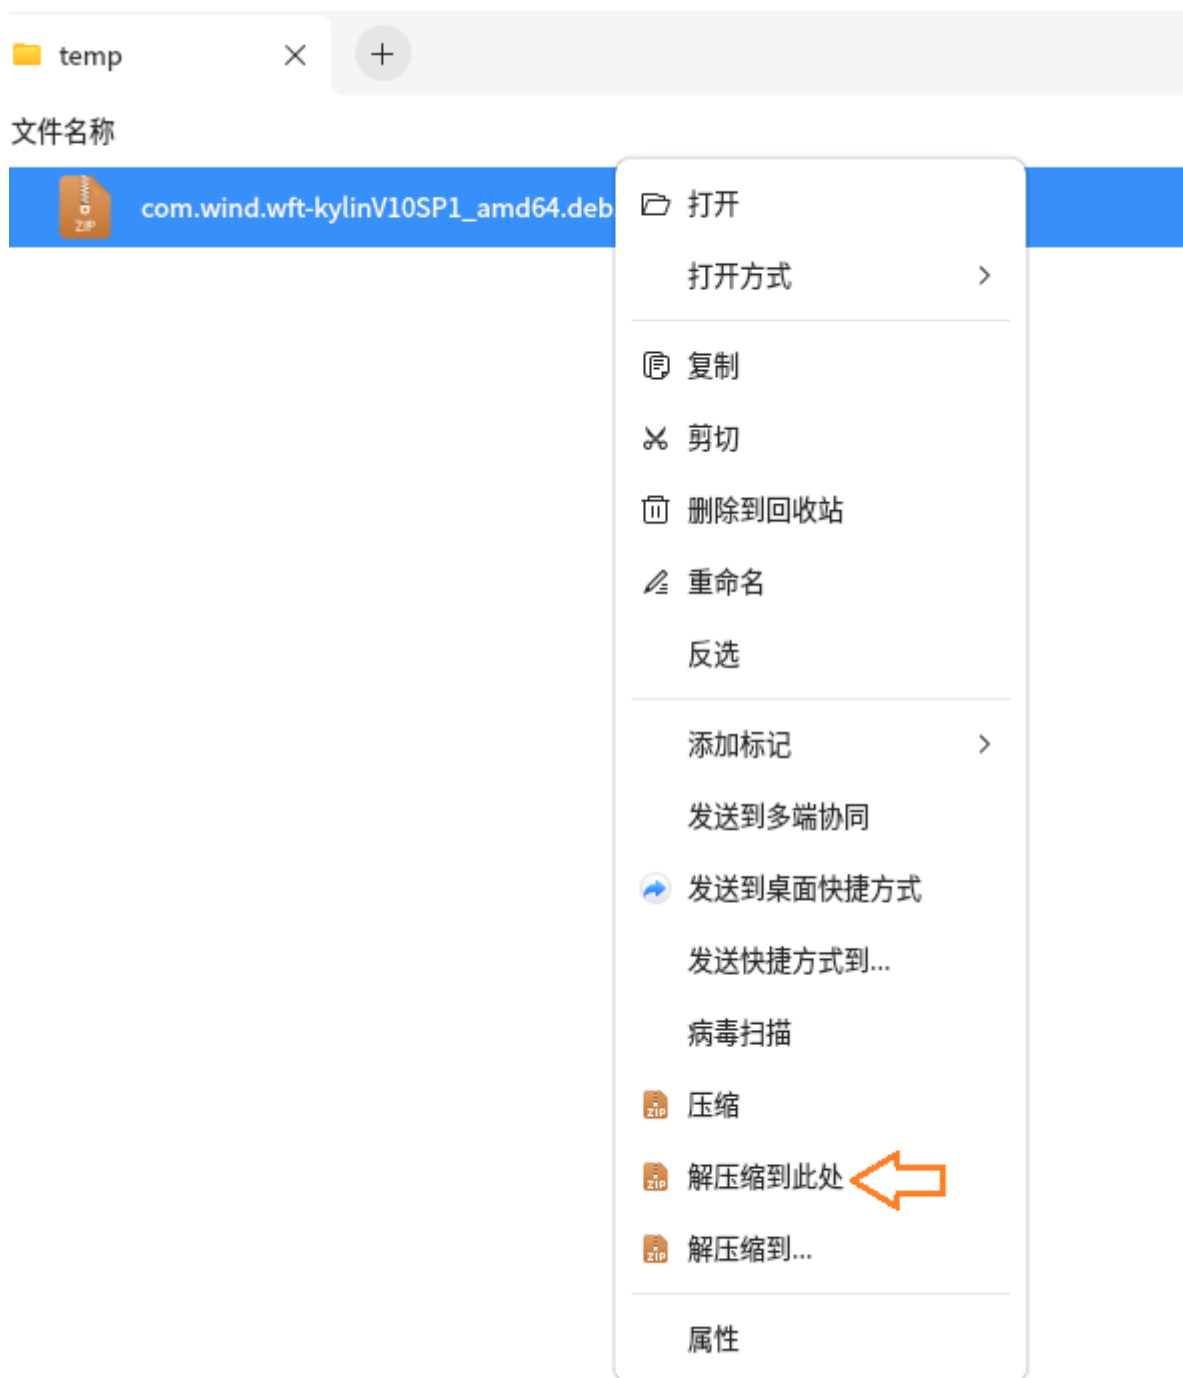 temp
文件名称
ZIP com.wind.wft-kylinV10SP1_amd64.deb
打开
打开方式
复制
剪切
删除到回收站
重命名
反选
添加标记
发送到多端协同
发送到桌面快捷方式
发送快捷方式到...
病毒扫描
ZIP 压缩
ZIP 解压缩到此处
ZIP 解压缩到...
属性